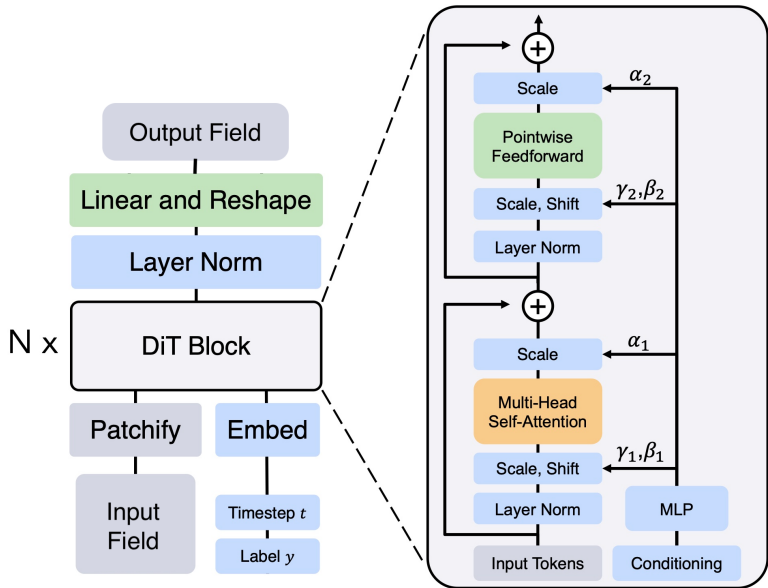 Output Field
Linear and Reshape
Layer Norm
N x
DiT Block
Patchify
Embed
Input
Field
Timestep t
Label y
Scale
α₂
Pointwise
Feedforward
Scale, Shift
γ₂,β₂
Layer Norm
Scale
α₁
Multi-Head
Self-Attention
Scale, Shift
γ₁,β₁
Layer Norm
MLP
Input Tokens
Conditioning